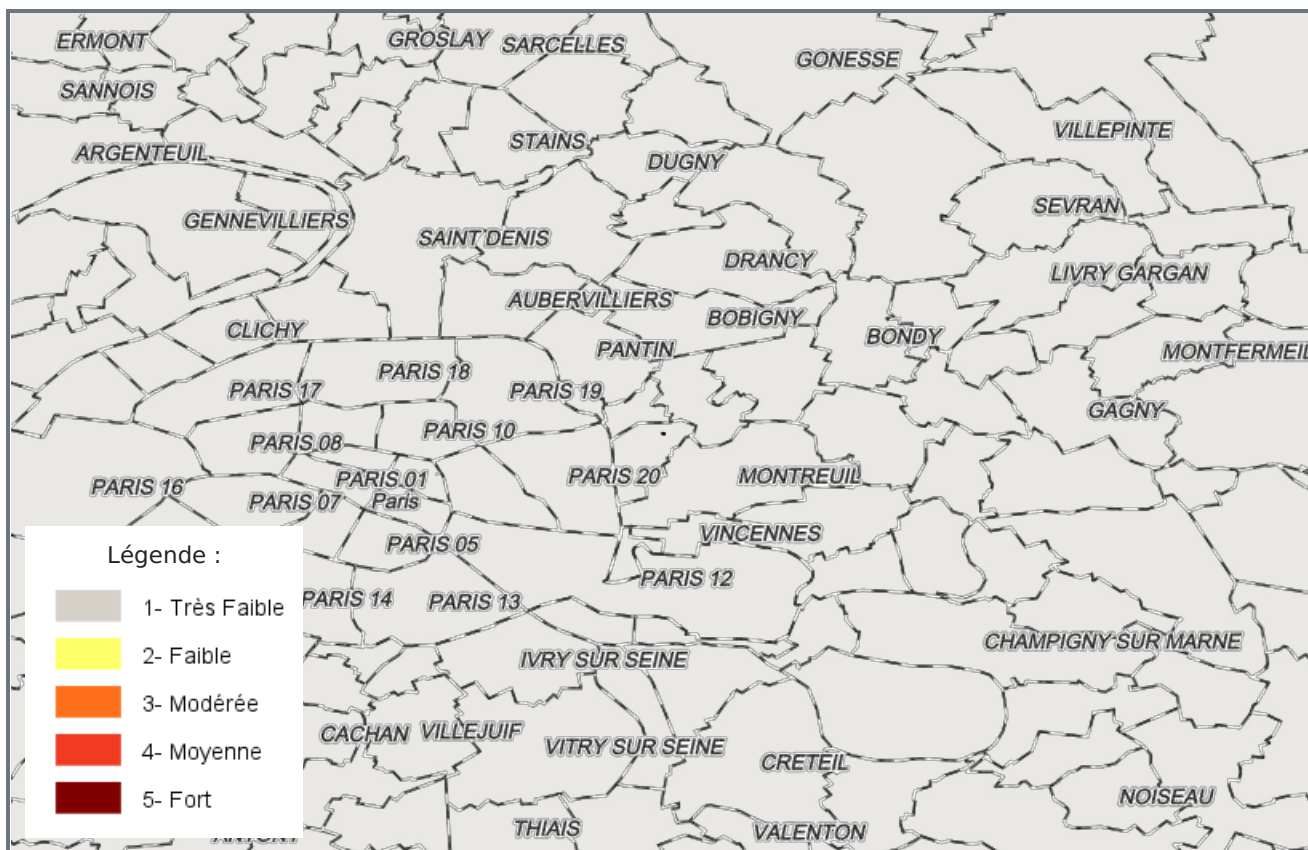 ERMONT
GROSLAY
SARCELLES
GONESSE
SANNOIS
VILLEPINTE
STAINS
ARGENTEUIL
DUGNY
SEVRAN
GENNEVILLIERS
SAINT DENIS
DRANCY
LIVRY GARGAN
AUBERVILLIERS
BOBIGNY
CLICHY
BONDY
PANTIN
MONTFERMEIL
PARIS 18
PARIS 17
PARIS 19
GAGNY
PARIS 10
PARIS 08
PARIS 01
PARIS 20
MONTREUIL
PARIS 16
PARIS 07
Paris
VINCENNES
PARIS 05
PARIS 12
PARIS 14
PARIS 13
CHAMPIGNY SUR MARNE
IVRY SUR SEINE
CACHAN
VILLEJUIF
VITRY SUR SEINE
CRETEIL
NOISEAU
THIAIS
VALENTON
Légende :
1- Très Faible
2- Faible
3- Modérée
4- Moyenne
5- Fort